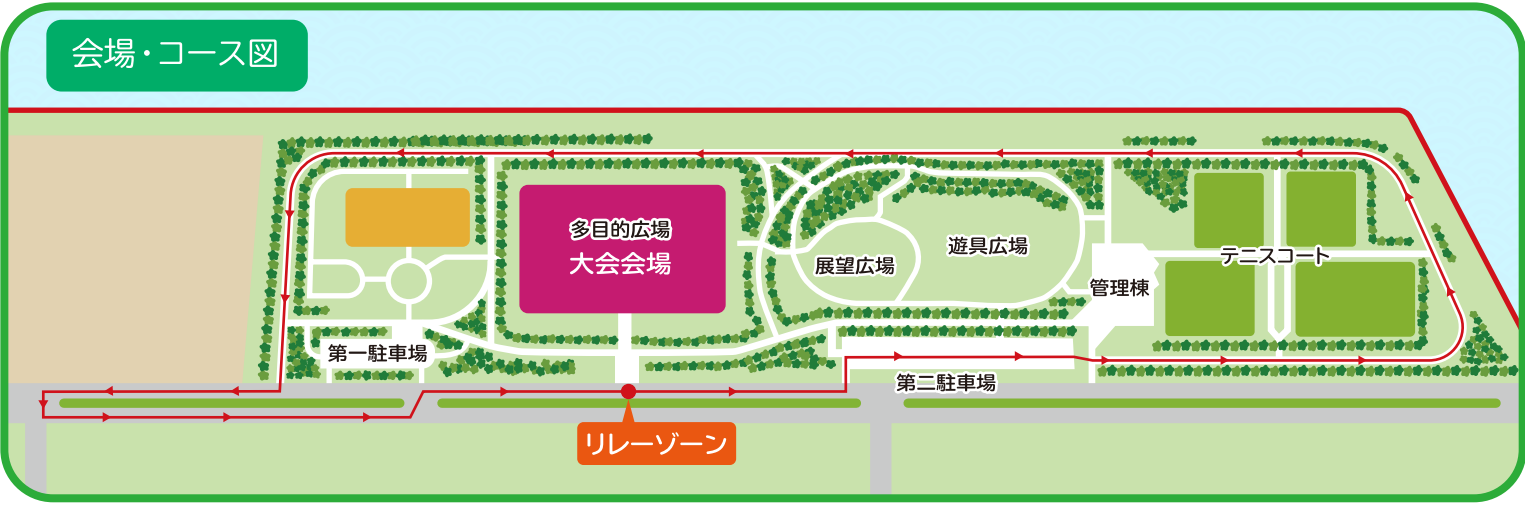 会場・コース図
多目的広場
大会会場
遊具広場
展望広場
テニスコート
管理棟
第一駐車場
第二駐車場
リレーゾーン